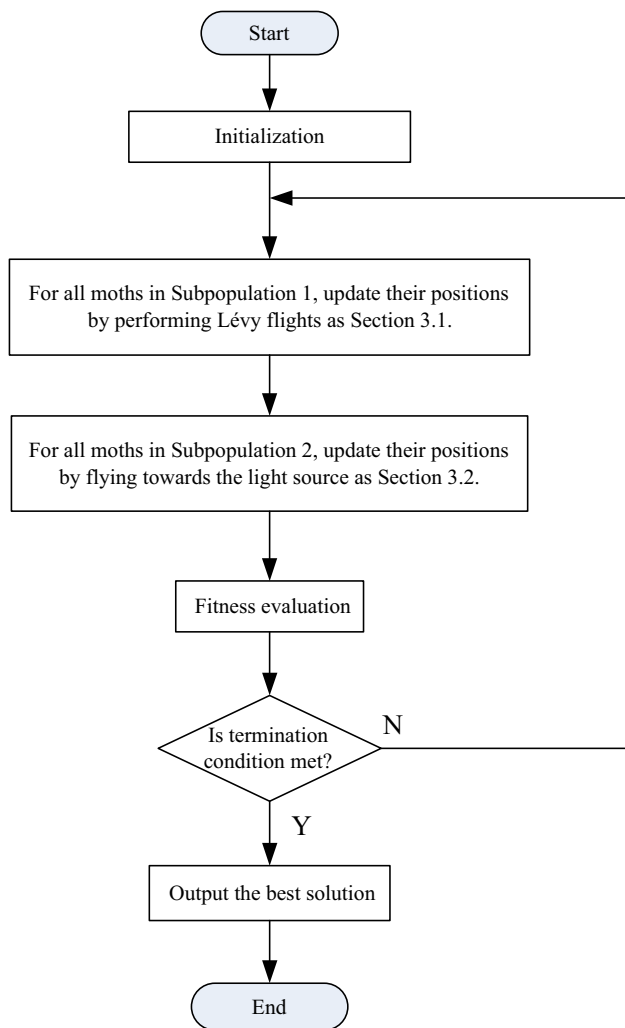 Start
Initialization
For all moths in Subpopulation 1, update their positions
by performing Lévy flights as Section 3.1.
For all moths in Subpopulation 2, update their positions
by flying towards the light source as Section 3.2.
Fitness evaluation
Is termination
condition met?
N
Y
Output the best solution
End